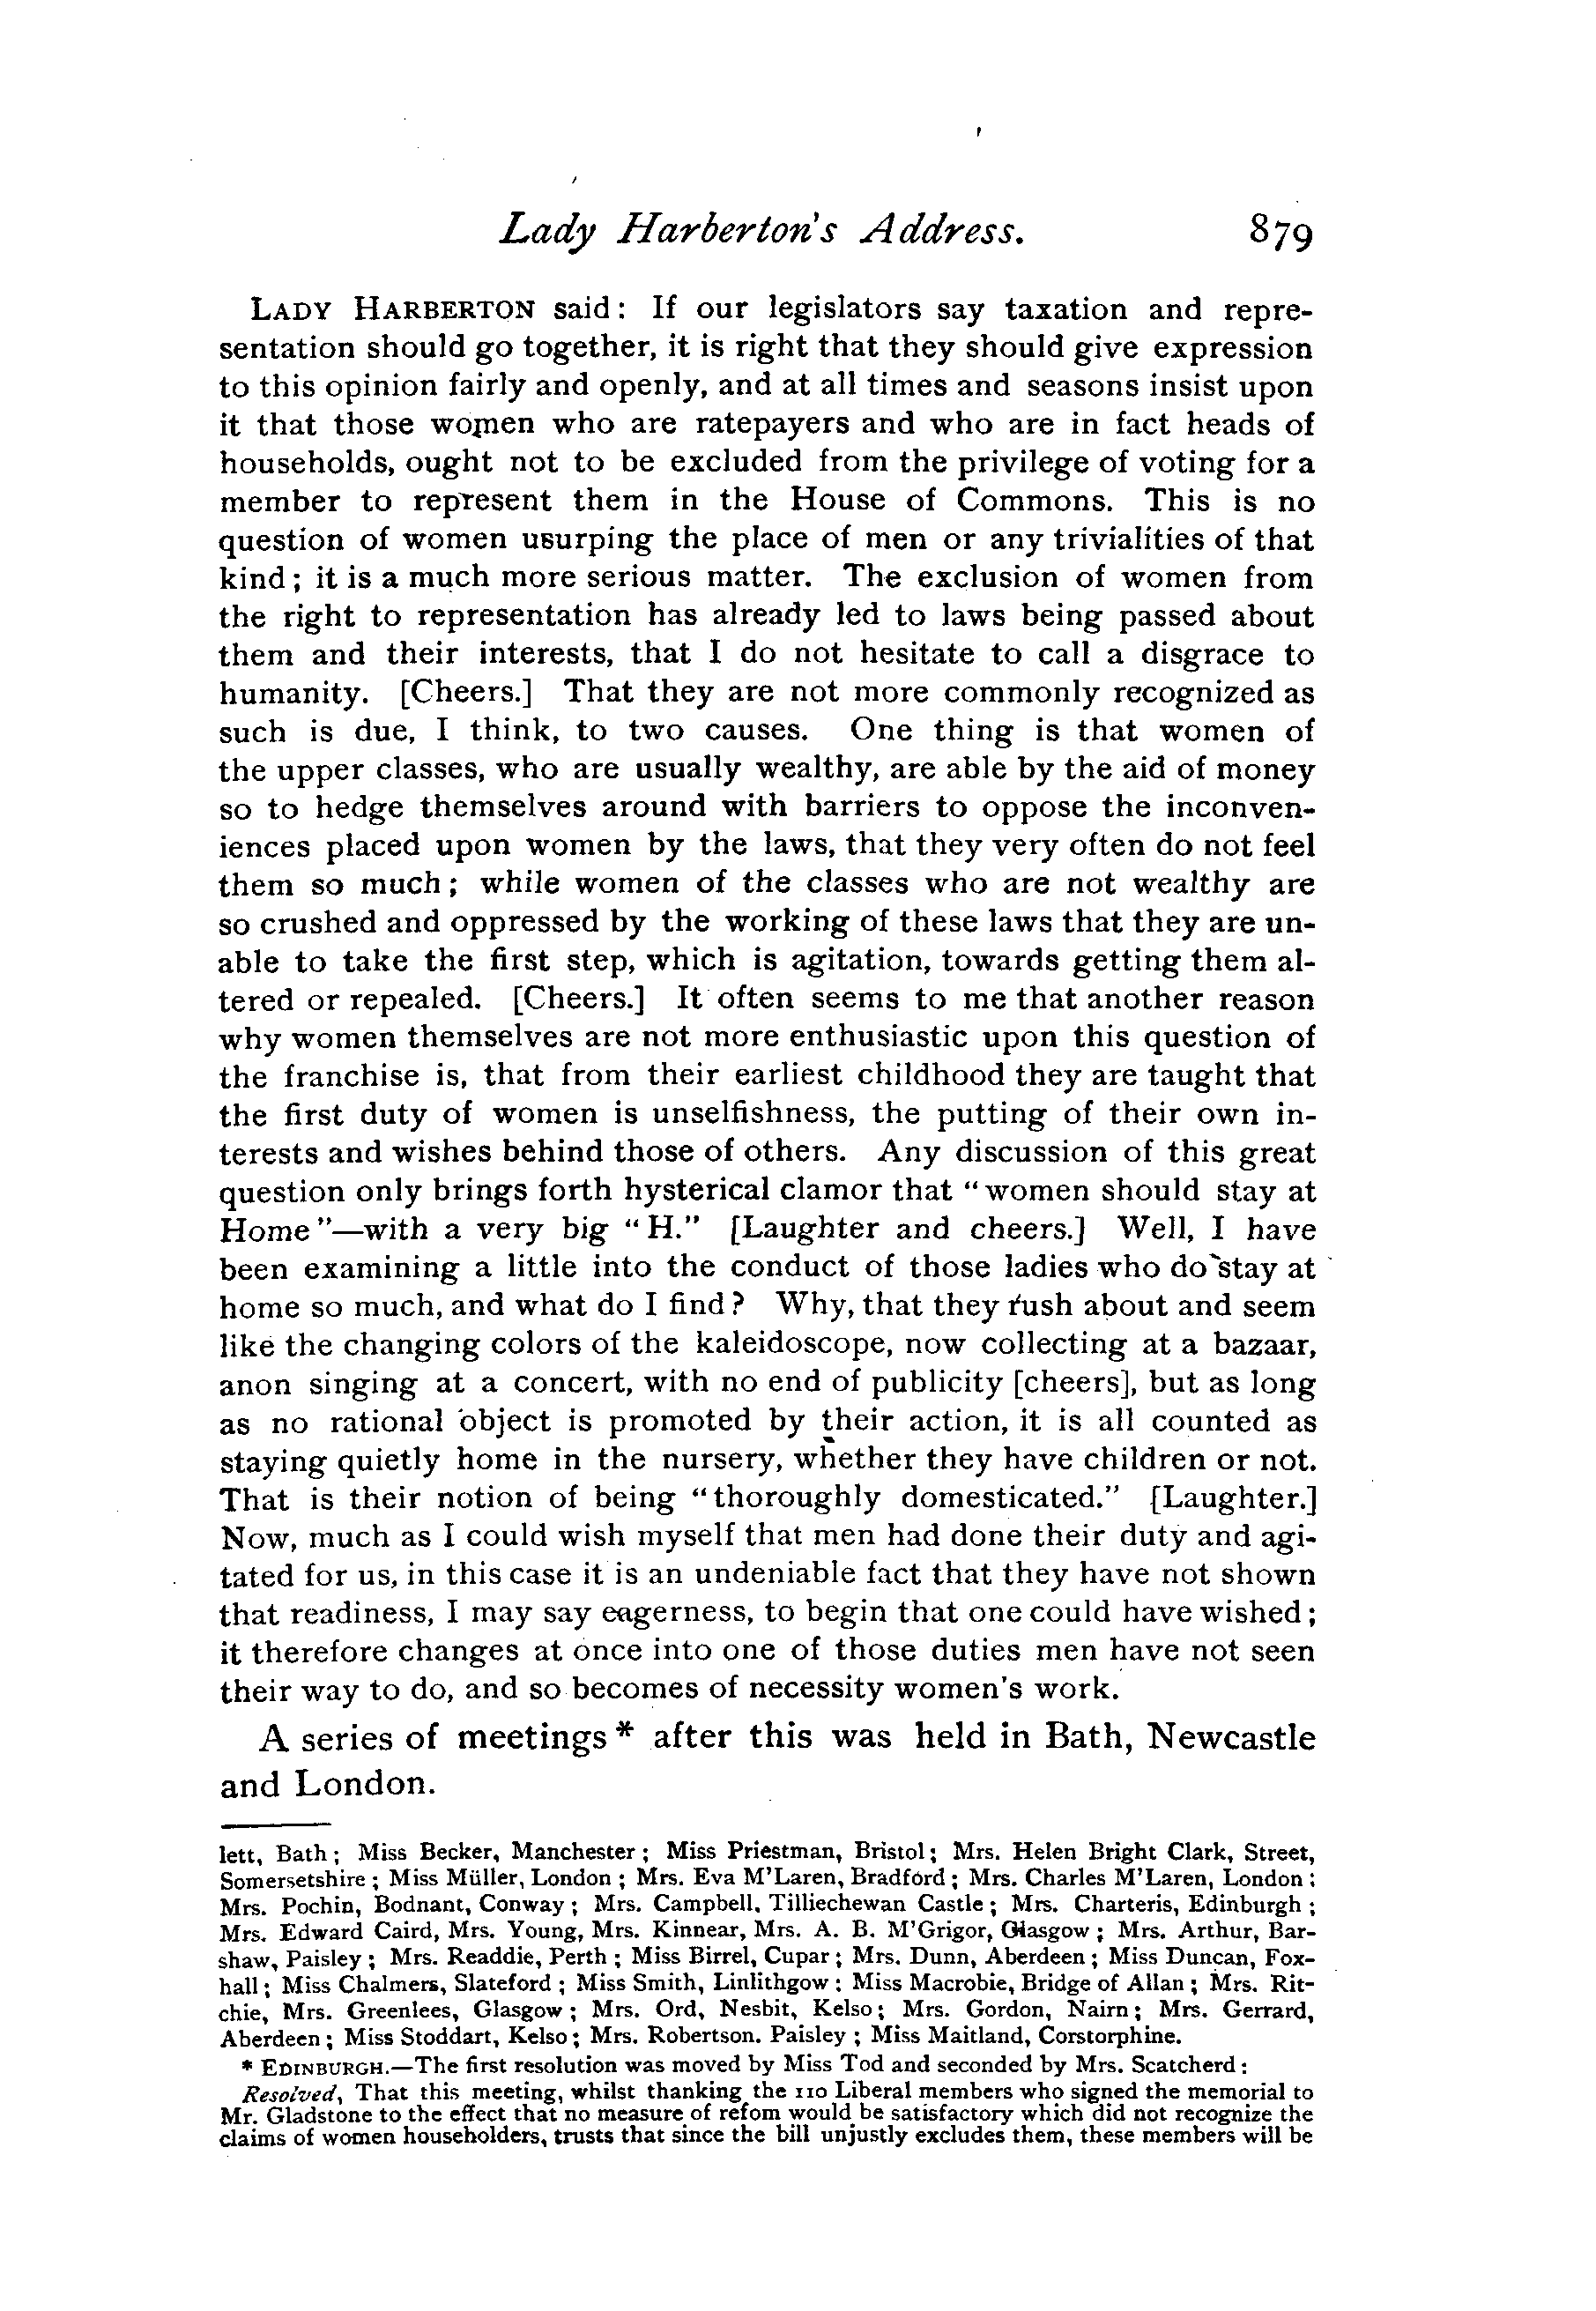 Lady Harberton's Address. 879
LADY HARBERTON said: If our legislators say taxation and repre-
sentation should go together, it is right that they should give expression
to this opinion fairly and openly, and at all times and seasons insist upon
it that those women who are ratepayers and who are in fact heads of
households, ought not to be excluded from the privilege of voting for a
member to represent them in the House of Commons. This is no
question of women usurping the place of men or any trivialities of that
kind; it is a much more serious matter. The exclusion of women from
the right to representation has already led to laws being passed about
them and their interests, that I do not hesitate to call a disgrace to
humanity. [Cheers.] That they are not more commonly recognized as
such is due, I think, to two causes. One thing is that women of
the upper classes, who are usually wealthy, are able by the aid of money
so to hedge themselves around with barriers to oppose the inconven-
iences placed upon women by the laws, that they very often do not feel
them so much; while women of the classes who are not wealthy are
so crushed and oppressed by the working of these laws that they are un-
able to take the first step, which is agitation, towards getting them al-
tered or repealed. [Cheers.] It often seems to me that another reason
why women themselves are not more enthusiastic upon this question of
the franchise is, that from their earliest childhood they are taught that
the first duty of women is unselfishness, the putting of their own in-
terests and wishes behind those of others. Any discussion of this great
question only brings forth hysterical clamor that "women should stay at
Home"—with a very big "H." [Laughter and cheers.] Well, I have
been examining a little into the conduct of those ladies who do stay at
home so much, and what do I find? Why, that they rush about and seem
like the changing colors of the kaleidoscope, now collecting at a bazaar,
anon singing at a concert, with no end of publicity [cheers], but as long
as no rational object is promoted by their action, it is all counted as
staying quietly home in the nursery, whether they have children or not.
That is their notion of being "thoroughly domesticated." [Laughter.]
Now, much as I could wish myself that men had done their duty and agi-
tated for us, in this case it is an undeniable fact that they have not shown
that readiness, I may say eagerness, to begin that one could have wished;
it therefore changes at once into one of those duties men have not seen
their way to do, and so becomes of necessity women's work.
A series of meetings * after this was held in Bath, Newcastle
and London.
lett, Bath; Miss Becker, Manchester; Miss Priestman, Bristol; Mrs. Helen Bright Clark, Street,
Somersetshire; Miss Müller, London; Mrs. Eva M'Laren, Bradford; Mrs. Charles M'Laren, London;
Mrs. Pochin, Bodnant, Conway; Mrs. Campbell, Tilliechewan Castle; Mrs. Charteris, Edinburgh;
Mrs. Edward Caird, Mrs. Young, Mrs. Kinnear, Mrs. A. B. M'Grigor, Glasgow; Mrs. Arthur, Bar-
shaw, Paisley; Mrs. Readdie, Perth; Miss Birrel, Cupar; Mrs. Dunn, Aberdeen; Miss Duncan, Fox-
hall; Miss Chalmers, Slateford; Miss Smith, Linlithgow; Miss Macrobie, Bridge of Allan; Mrs. Rit-
chie, Mrs. Greenlees, Glasgow; Mrs. Ord, Nesbit, Kelso; Mrs. Gordon, Nairn; Mrs. Gerrard,
Aberdeen; Miss Stoddart, Kelso; Mrs. Robertson. Paisley; Miss Maitland, Corstorphine.
* EDINBURGH.—The first resolution was moved by Miss Tod and seconded by Mrs. Scatcherd:
Resolved, That this meeting, whilst thanking the 110 Liberal members who signed the memorial to
Mr. Gladstone to the effect that no measure of refom would be satisfactory which did not recognize the
claims of women householders, trusts that since the bill unjustly excludes them, these members will be